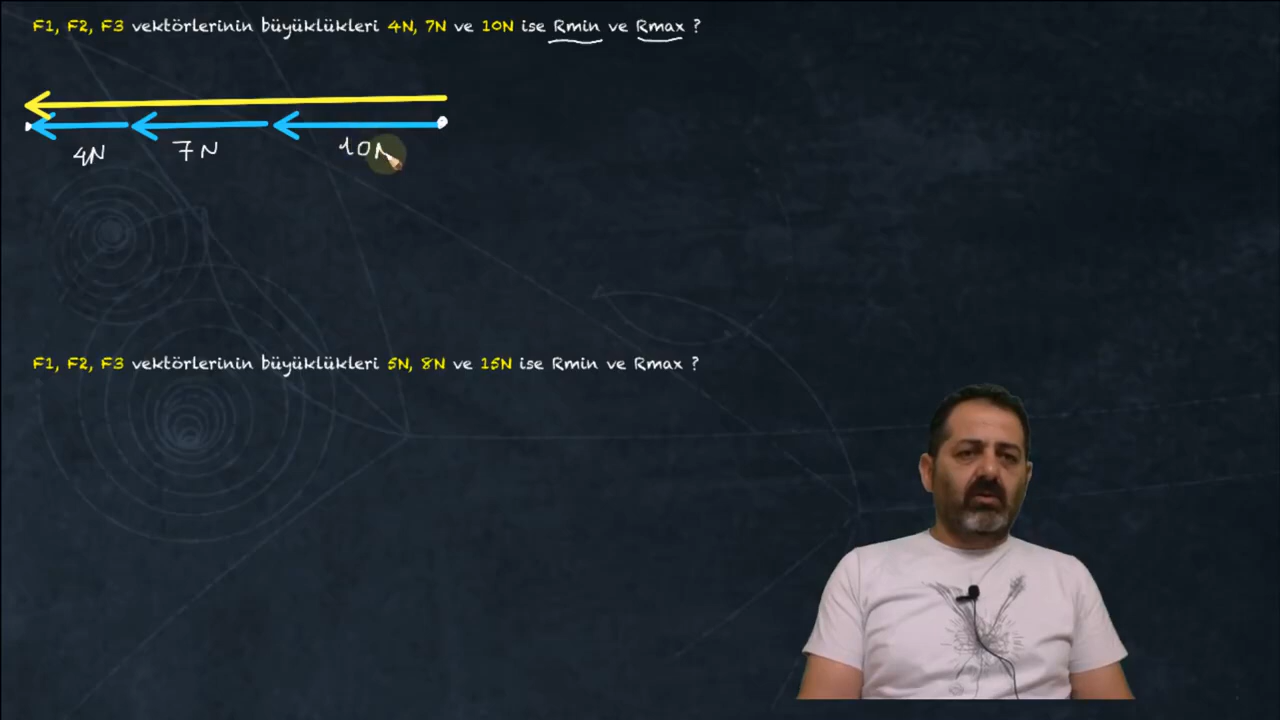 F1, F2, F3 vektörlerinin büyüklükleri 4N, 7N ve 10N ise Rmin ve Rmax ?
4N 7N 10N
F1, F2, F3 vektörlerinin büyüklükleri 5N, 8N ve 15N ise Rmin ve Rmax ?